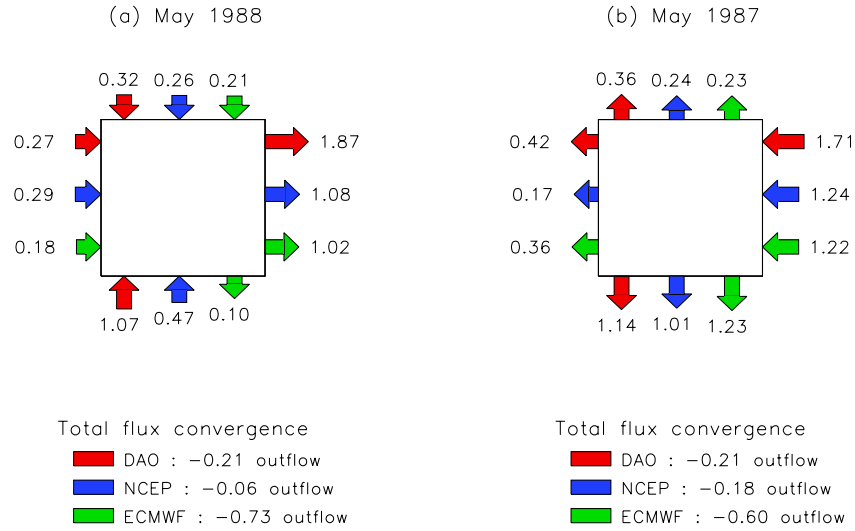 (a) May 1988
(b) May 1987
0.32 0.26 0.21
0.36 0.24 0.23
0.27 1.87
0.42 1.71
0.29 1.08
0.17 1.24
0.18 1.02
0.36 1.22
1.07 0.47 0.10
1.14 1.01 1.23
Total flux convergence
DAO : −0.21 outflow
NCEP : −0.06 outflow
ECMWF : −0.73 outflow
Total flux convergence
DAO : −0.21 outflow
NCEP : −0.18 outflow
ECMWF : −0.60 outflow